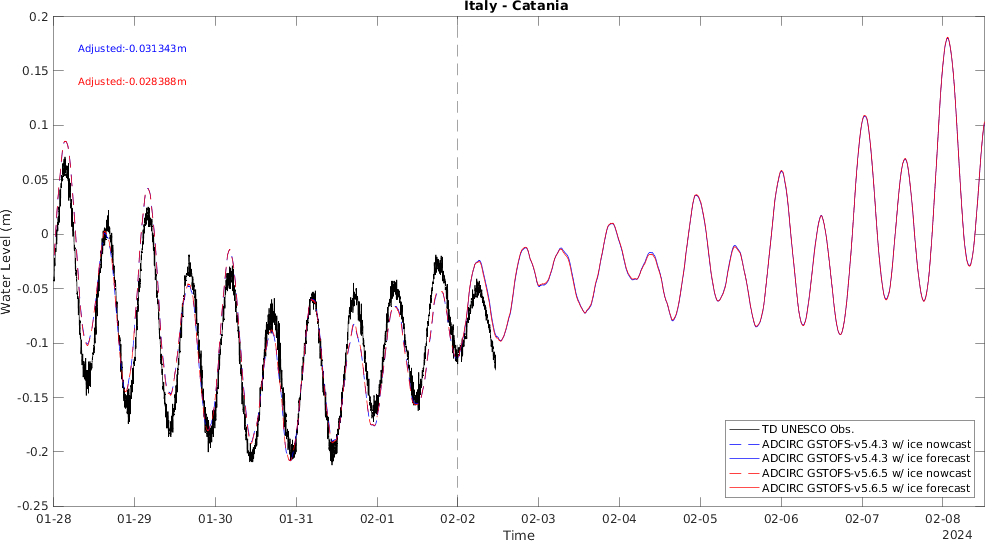 Italy - Catania
Adjusted:-0.031343m
Adjusted:-0.028388m
Water Level (m)
0.2
0.15
0.1
0.05
0
-0.05
-0.1
-0.15
-0.2
-0.25
01-28 01-29 01-30 01-31 02-01 02-02 02-03 02-04 02-05 02-06 02-07 02-08
2024
Time
TD UNESCO Obs.
ADCIRC GSTOFS-v5.4.3 w/ ice nowcast
ADCIRC GSTOFS-v5.4.3 w/ ice forecast
ADCIRC GSTOFS-v5.6.5 w/ ice nowcast
ADCIRC GSTOFS-v5.6.5 w/ ice forecast